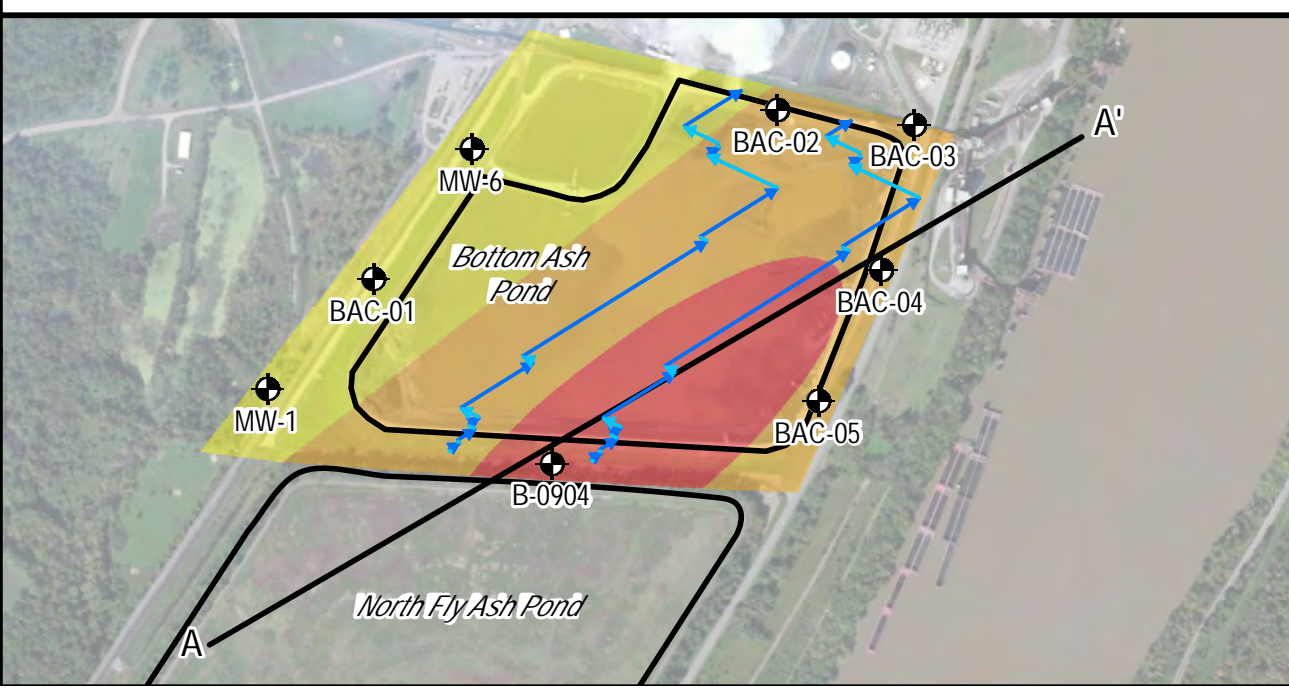 A'
BAC-02
BAC-03
MW-6
Bottom Ash
Pond
BAC-01
BAC-04
MW-1
BAC-05
B-0904
North Fly Ash Pond
A